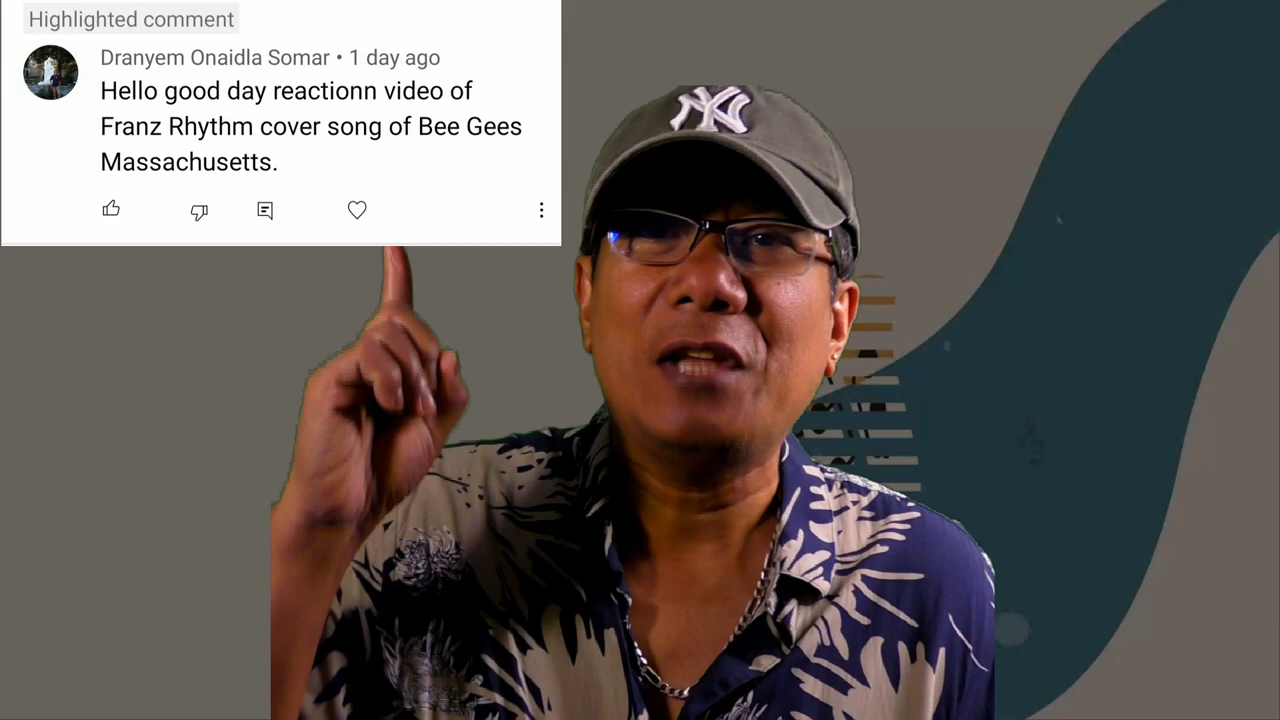 Highlighted comment
Dranyem Onaidla Somar • 1 day ago
Hello good day reactionn video of
Franz Rhythm cover song of Bee Gees
Massachusetts.
NY